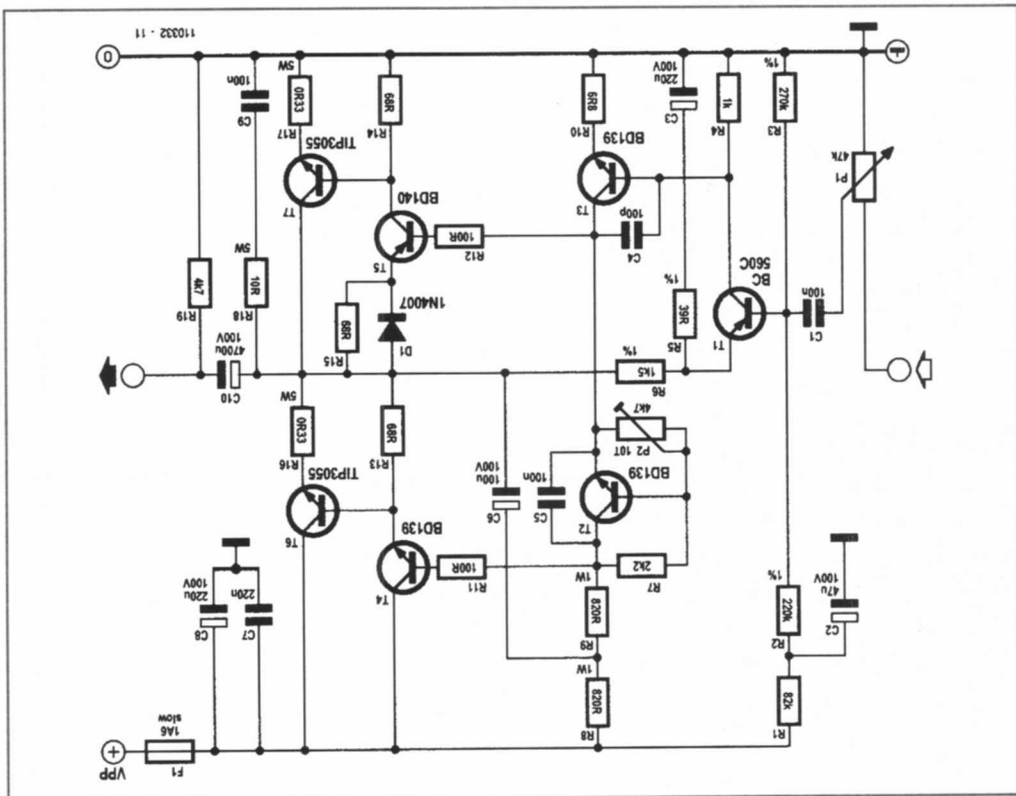 R1
82k
C2
47u
100V
R2
220k
1%
R8
820R
1W
R9
820R
1W
F1
1A6
slow
VPP
+
C7
220n
C8
220u
100V
R7
2k2
T2
BD139
C5
100n
P2 10T
4k7
C6
100u
100V
R11
100R
T4
BD139
T6
TIP3055
R13
68R
R16
0R33
5W
R6
1k5
1%
C1
100n
T1
BC
560C
R5
39R
1%
D1
1N4007
R15
68R
C10
4700u
100V
R18
10R
5W
R19
4k7
P1
47k
C4
100p
T3
BD139
R12
100R
T5
BD140
T7
TIP3055
R3
270k
1%
R4
1k
C3
220u
100V
R10
6R8
R14
68R
R17
0R33
5W
C9
100n
-
0
110332 - 11